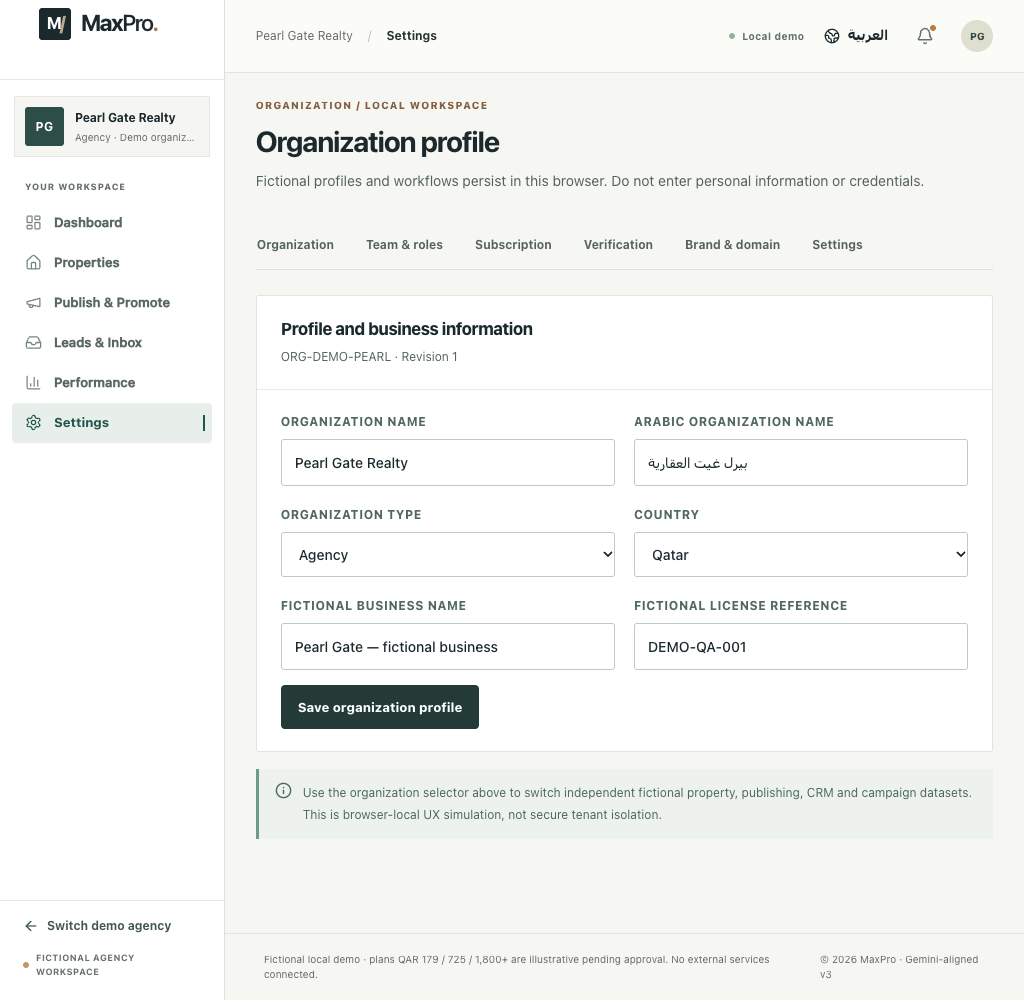 M/ MaxPro.
PG
Pearl Gate Realty
Agency · Demo organiz...
YOUR WORKSPACE
Dashboard
Properties
Publish & Promote
Leads & Inbox
Performance
Settings
Switch demo agency
FICTIONAL AGENCY
WORKSPACE
Pearl Gate Realty / Settings
Local demo
العربية
PG
ORGANIZATION / LOCAL WORKSPACE
Organization profile
Fictional profiles and workflows persist in this browser. Do not enter personal information or credentials.
Organization Team & roles Subscription Verification Brand & domain Settings
Profile and business information
ORG-DEMO-PEARL · Revision 1
ORGANIZATION NAME
Pearl Gate Realty
ARABIC ORGANIZATION NAME
بيرل غيت العقارية
ORGANIZATION TYPE
Agency
COUNTRY
Qatar
FICTIONAL BUSINESS NAME
Pearl Gate — fictional business
FICTIONAL LICENSE REFERENCE
DEMO-QA-001
Save organization profile
Use the organization selector above to switch independent fictional property, publishing, CRM and campaign datasets.
This is browser-local UX simulation, not secure tenant isolation.
Fictional local demo · plans QAR 179 / 725 / 1,800+ are illustrative pending approval. No external services
connected.
© 2026 MaxPro · Gemini-aligned
v3